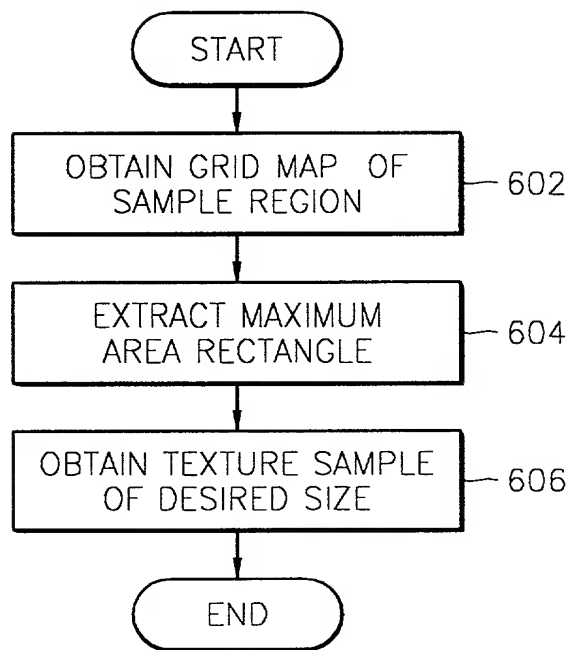 START
OBTAIN GRID MAP OF
SAMPLE REGION
602
EXTRACT MAXIMUM
AREA RECTANGLE
604
OBTAIN TEXTURE SAMPLE
OF DESIRED SIZE
606
END